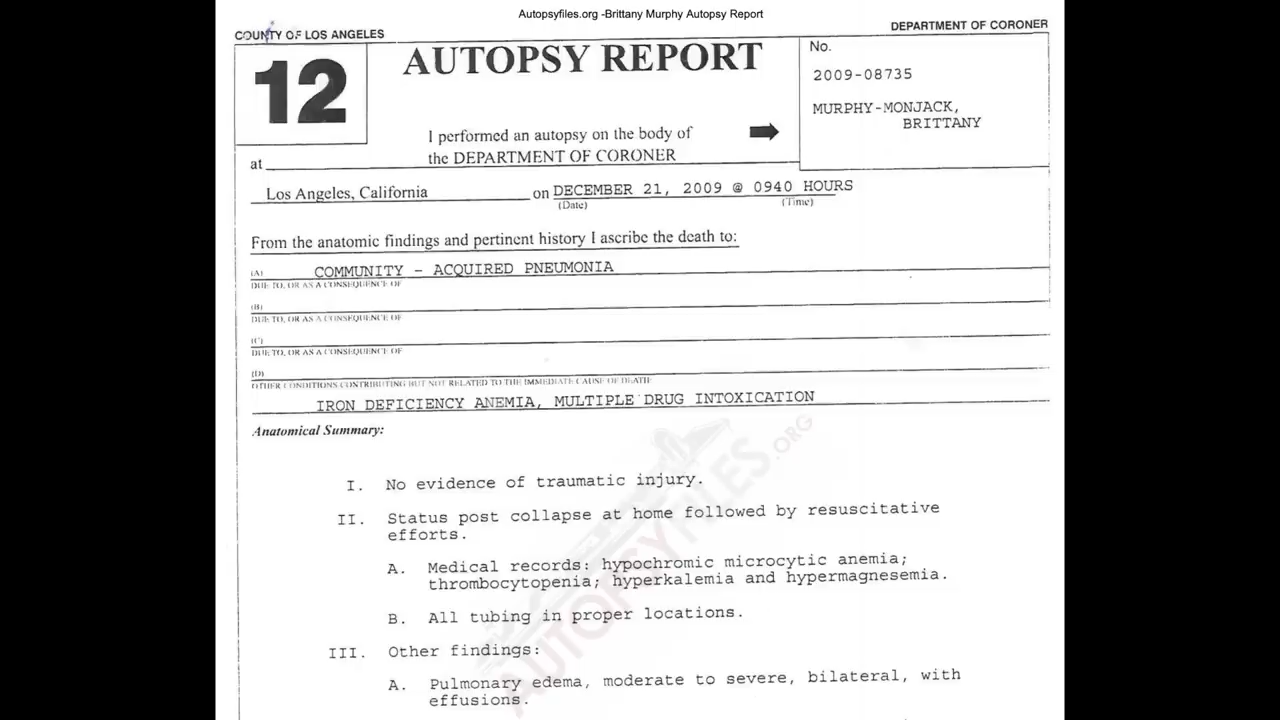 Autopsyfiles.org -Brittany Murphy Autopsy Report
COUNTY OF LOS ANGELES
DEPARTMENT OF CORONER
12
AUTOPSY REPORT
No.
2009-08735
MURPHY-MONJACK,
BRITTANY
I performed an autopsy on the body of
the DEPARTMENT OF CORONER
at
Los Angeles, California on DECEMBER 21, 2009 @ 0940 HOURS
(Date) (Time)
From the anatomic findings and pertinent history I ascribe the death to:
(A) COMMUNITY - ACQUIRED PNEUMONIA
DUE TO, OR AS A CONSEQUENCE OF
(B)
DUE TO, OR AS A CONSEQUENCE OF
(C)
DUE TO, OR AS A CONSEQUENCE OF
(D)
OTHER CONDITIONS CONTRIBUTING BUT NOT RELATED TO THE IMMEDIATE CAUSE OF DEATH:
IRON DEFICIENCY ANEMIA, MULTIPLE DRUG INTOXICATION
Anatomical Summary:
I. No evidence of traumatic injury.
II. Status post collapse at home followed by resuscitative
efforts.
A. Medical records: hypochromic microcytic anemia;
thrombocytopenia; hyperkalemia and hypermagnesemia.
B. All tubing in proper locations.
III. Other findings:
A. Pulmonary edema, moderate to severe, bilateral, with
effusions.
AUTOPSYFILES.ORG